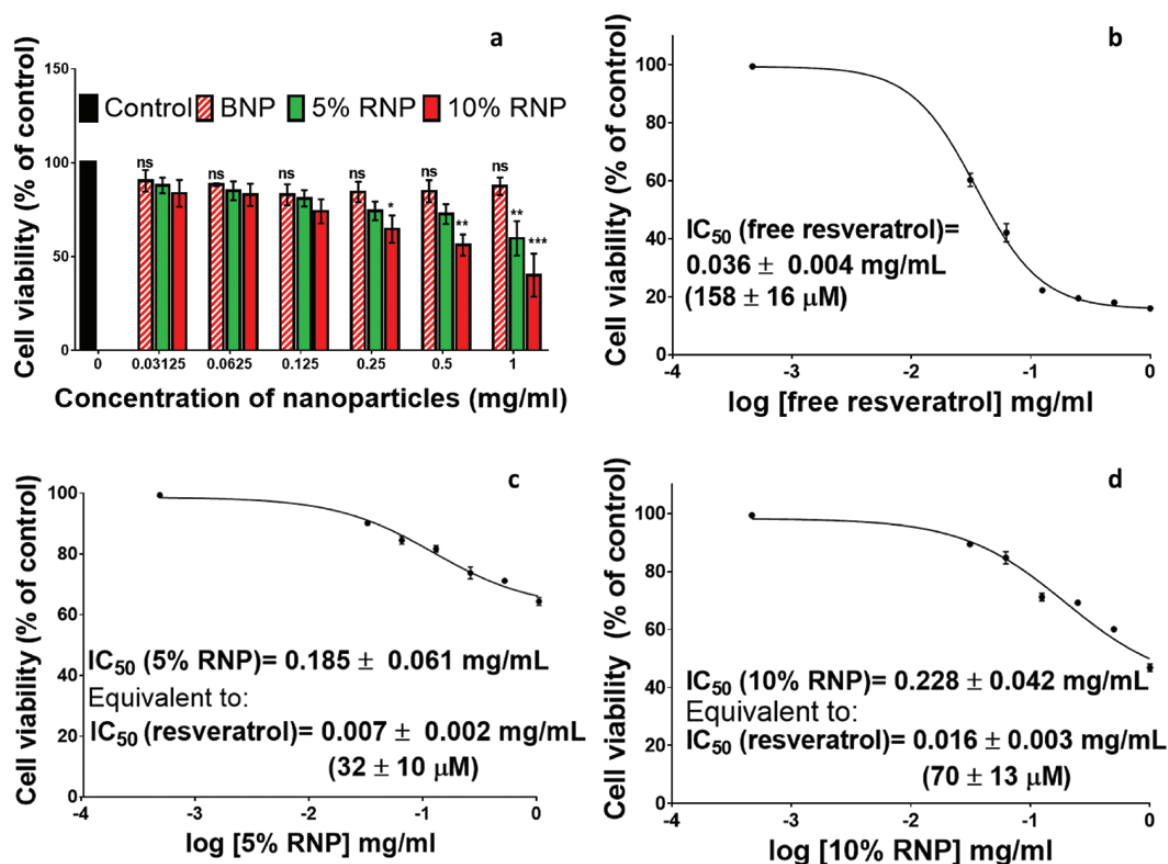 a
Cell viability (% of control)
150
100
50
0
Control BNP 5% RNP 10% RNP
ns ns ns ns ns ns
* ** ** ***
0 0.03125 0.0625 0.125 0.25 0.5 1
Concentration of nanoparticles (mg/ml)
b
Cell viability (% of control)
100
80
60
40
20
0
IC50 (free resveratrol)=
0.036 ± 0.004 mg/mL
(158 ± 16 μM)
-4 -3 -2 -1 0
log [free resveratrol] mg/ml
c
Cell viability (% of control)
100
80
60
40
20
0
IC50 (5% RNP)= 0.185 ± 0.061 mg/mL
Equivalent to:
IC50 (resveratrol)= 0.007 ± 0.002 mg/mL
(32 ± 10 μM)
-4 -3 -2 -1 0
log [5% RNP] mg/ml
d
Cell viability (% of control)
100
80
60
40
20
0
IC50 (10% RNP)= 0.228 ± 0.042 mg/mL
Equivalent to:
IC50 (resveratrol)= 0.016 ± 0.003 mg/mL
(70 ± 13 μM)
-4 -3 -2 -1 0
log [10% RNP] mg/ml